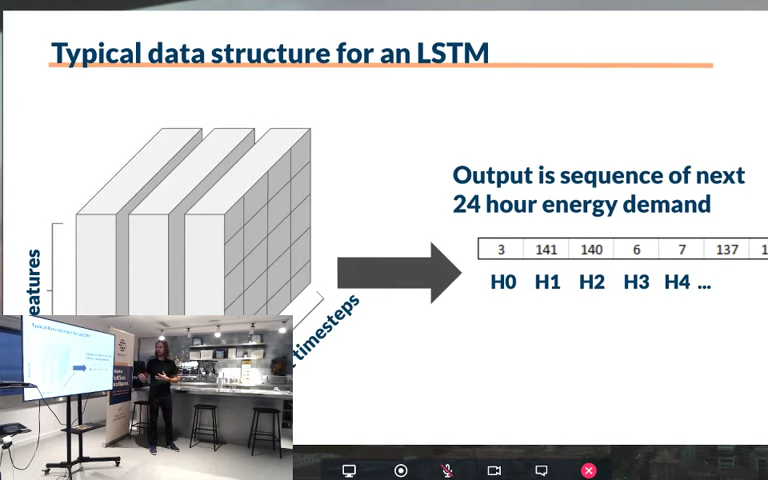 Typical data structure for an LSTM
Output is sequence of next
24 hour energy demand
3 141 140 6 7 137 1
H0 H1 H2 H3 H4 ...
eatures
timesteps